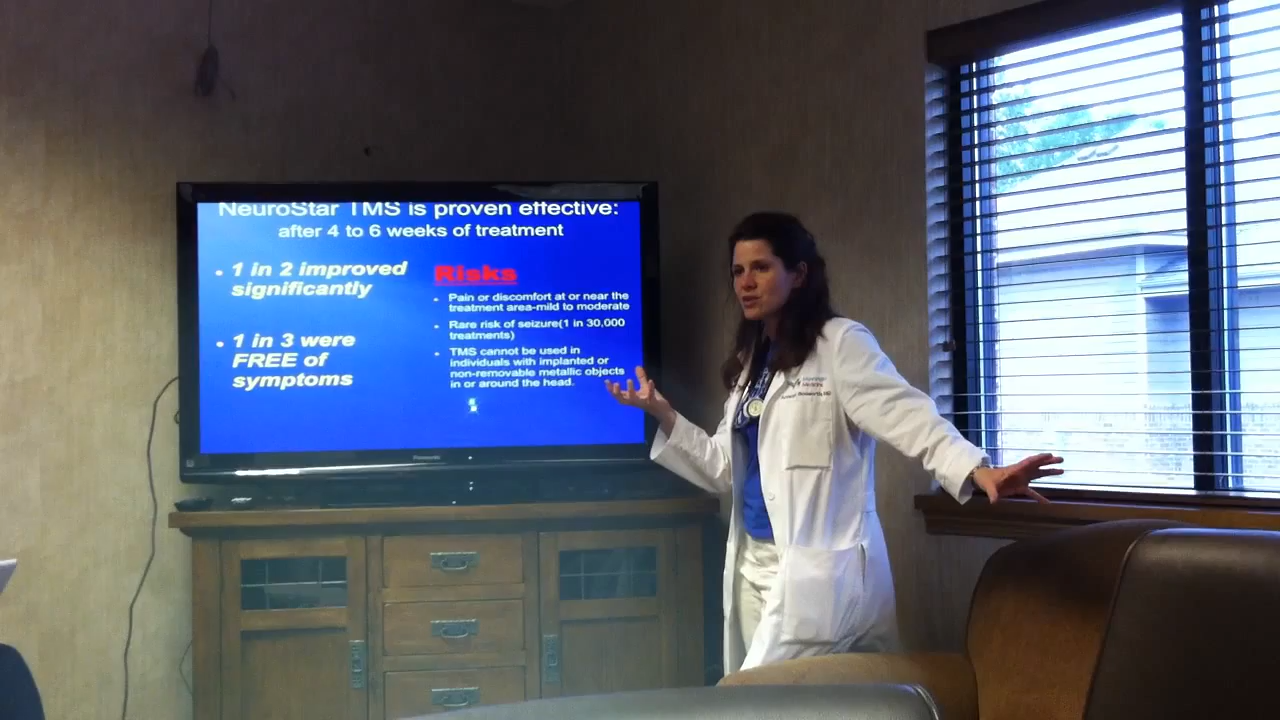 NeuroStar TMS is proven effective:
after 4 to 6 weeks of treatment
• 1 in 2 improved
significantly
• 1 in 3 were
FREE of
symptoms
Risks
• Pain or discomfort at or near the
treatment area-mild to moderate
• Rare risk of seizure(1 in 30,000
treatments)
• TMS cannot be used in
individuals with implanted or
non-removable metallic objects
in or around the head.
Panasonic
Medicine